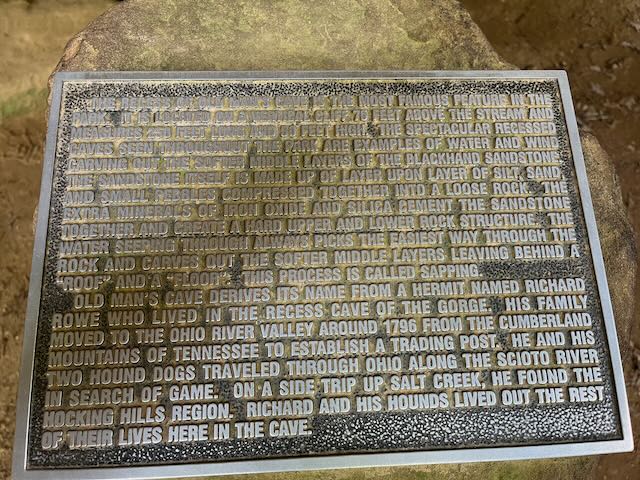 THE RECESS OF OLD MAN'S CAVE IS THE MOST FAMOUS FEATURE IN THE
PARK. IT IS LOCATED ON A VERTICAL CLIFF 75 FEET ABOVE THE STREAM AND
MEASURES 250 FEET LONG AND 50 FEET HIGH. THE SPECTACULAR RECESSED
CAVES SEEN THROUGHOUT THE PARK ARE EXAMPLES OF WATER AND WIND
CARVING OUT THE SOFTER MIDDLE LAYERS OF THE BLACKHAND SANDSTONE.
THE SANDSTONE ITSELF IS MADE UP OF LAYER UPON LAYER OF SILT, SAND,
AND SMALL PEBBLES COMPRESSED TOGETHER INTO A LOOSE ROCK. THE
EXTRA MINERALS OF IRON OXIDE AND SILICA CEMENT THE SANDSTONE
TOGETHER AND CREATE A HARD UPPER AND LOWER ROCK STRUCTURE. THE
WATER SEEPING THROUGH ALWAYS PICKS THE EASIEST WAY THROUGH THE
ROCK AND CARVES OUT THE SOFTER MIDDLE LAYERS LEAVING BEHIND A
"ROOF" AND A "FLOOR." THIS PROCESS IS CALLED SAPPING.
OLD MAN'S CAVE DERIVES ITS NAME FROM A HERMIT NAMED RICHARD
ROWE WHO LIVED IN THE RECESS CAVE OF THE GORGE. HIS FAMILY
MOVED TO THE OHIO RIVER VALLEY AROUND 1796 FROM THE CUMBERLAND
MOUNTAINS OF TENNESSEE TO ESTABLISH A TRADING POST. HE AND HIS
TWO HOUND DOGS TRAVELED THROUGH OHIO ALONG THE SCIOTO RIVER
IN SEARCH OF GAME. ON A SIDE TRIP UP SALT CREEK, HE FOUND THE
HOCKING HILLS REGION. RICHARD AND HIS HOUNDS LIVED OUT THE REST
OF THEIR LIVES HERE IN THE CAVE.